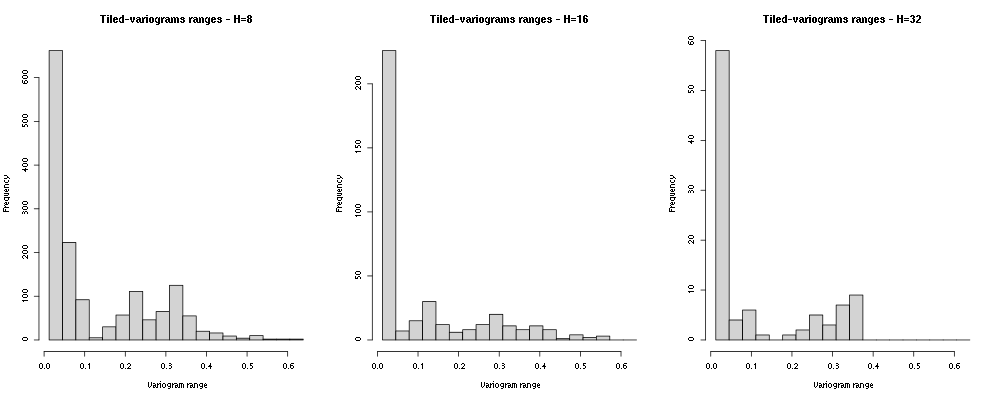 Tiled-variograms ranges - H=8
Frequency
0
100
200
300
400
500
600
0.0 0.1 0.2 0.3 0.4 0.5 0.6
Variogram range
Tiled-variograms ranges - H=16
Frequency
0
50
100
150
200
0.0 0.1 0.2 0.3 0.4 0.5 0.6
Variogram range
Tiled-variograms ranges - H=32
Frequency
0
10
20
30
40
50
60
0.0 0.1 0.2 0.3 0.4 0.5 0.6
Variogram range